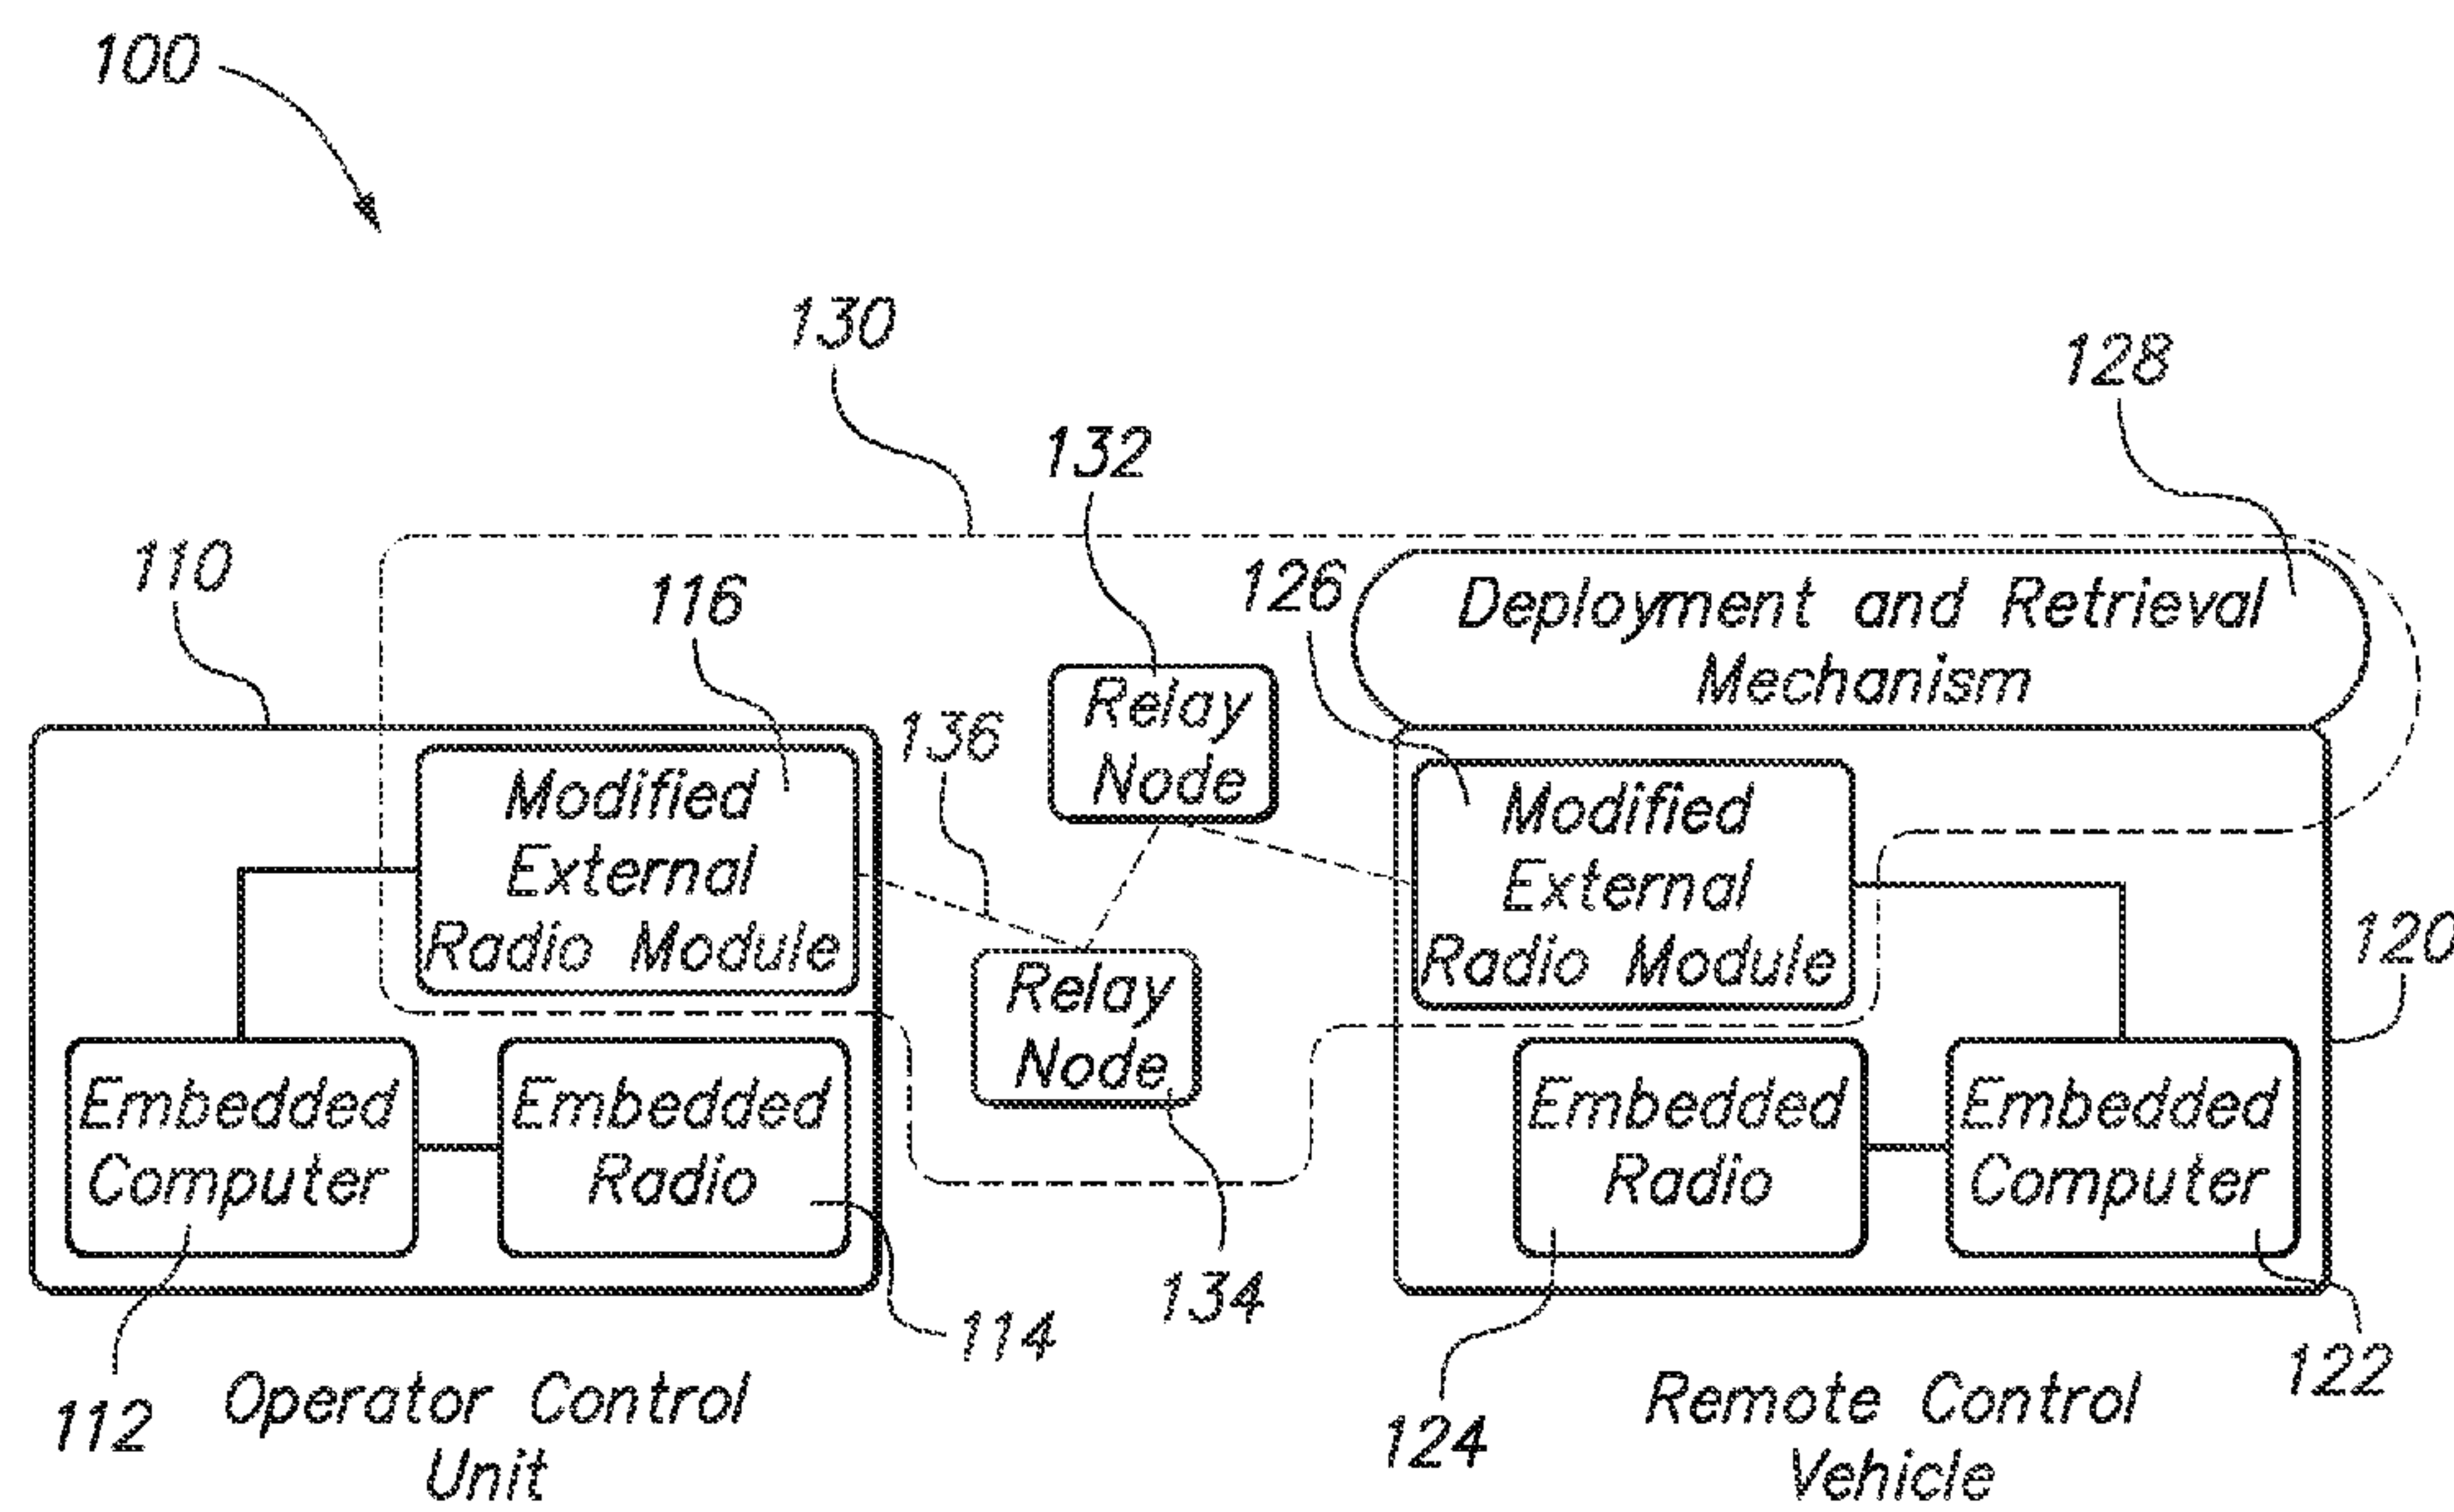 100
130
128
132
110
116
126
Deployment and Retrieval
Mechanism
136
Relay
Node
Modified
External
Radio Module
Modified
External
Radio Module
120
Relay
Node
Embedded
Computer
Embedded
Radio
Embedded
Radio
Embedded
Computer
134
114
112
Operator Control
Unit
124
Remote Control
Vehicle
122